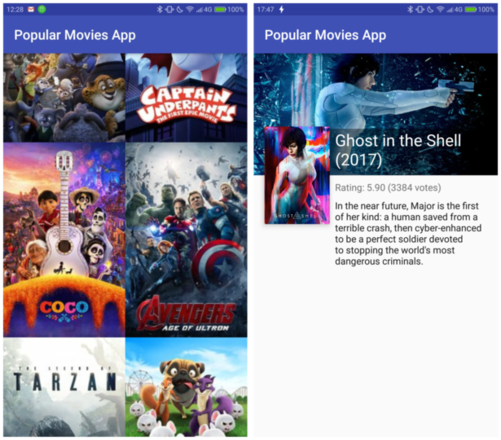 12:28
4G 100%
Popular Movies App
CAPTAIN
UNDERPANTS
THE FIRST EPIC MOVIE
COCO
AVENGERS
AGE OF ULTRON
THE LEGEND OF
TARZAN
17:47
4G 100%
Popular Movies App
Ghost in the Shell
(2017)
GHOST IN THE SHELL
Rating: 5.90 (3384 votes)
In the near future, Major is the first
of her kind: a human saved from a
terrible crash, then cyber-enhanced
to be a perfect soldier devoted
to stopping the world's most
dangerous criminals.